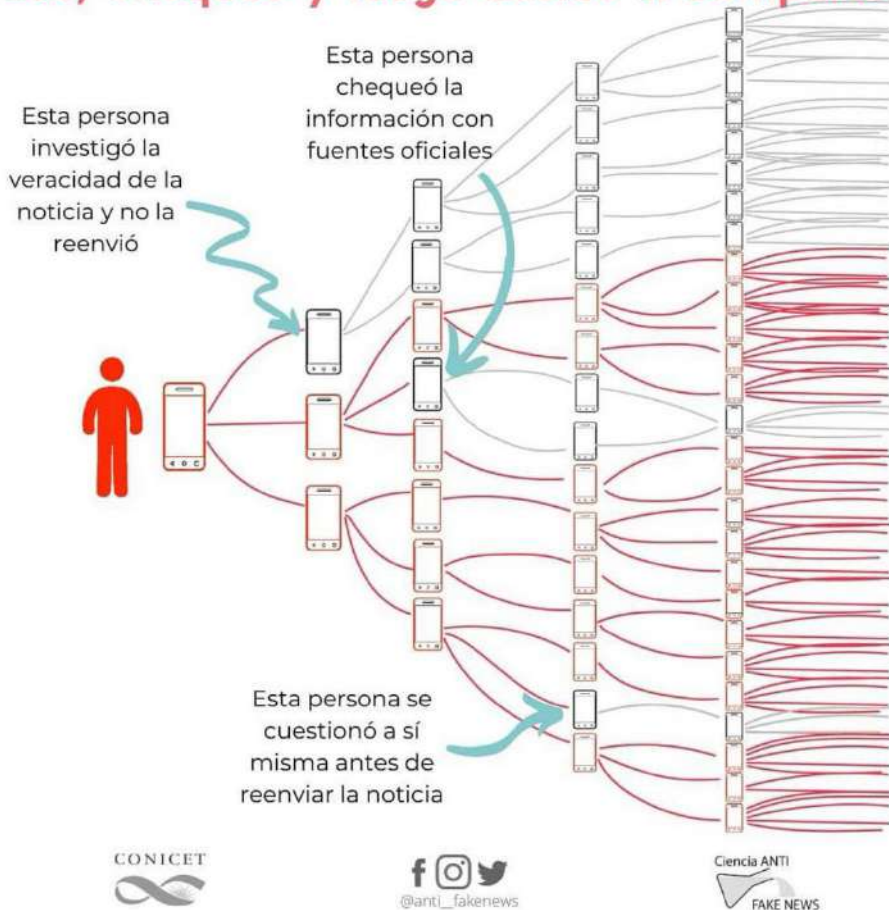 Esta persona
investigó la
veracidad de la
noticia y no la
reenvió
Esta persona
chequeó la
información con
fuentes oficiales
Esta persona se
cuestionó a sí
misma antes de
reenviar la noticia
CONICET
@anti__fakenews
Ciencia ANTI
FAKE NEWS